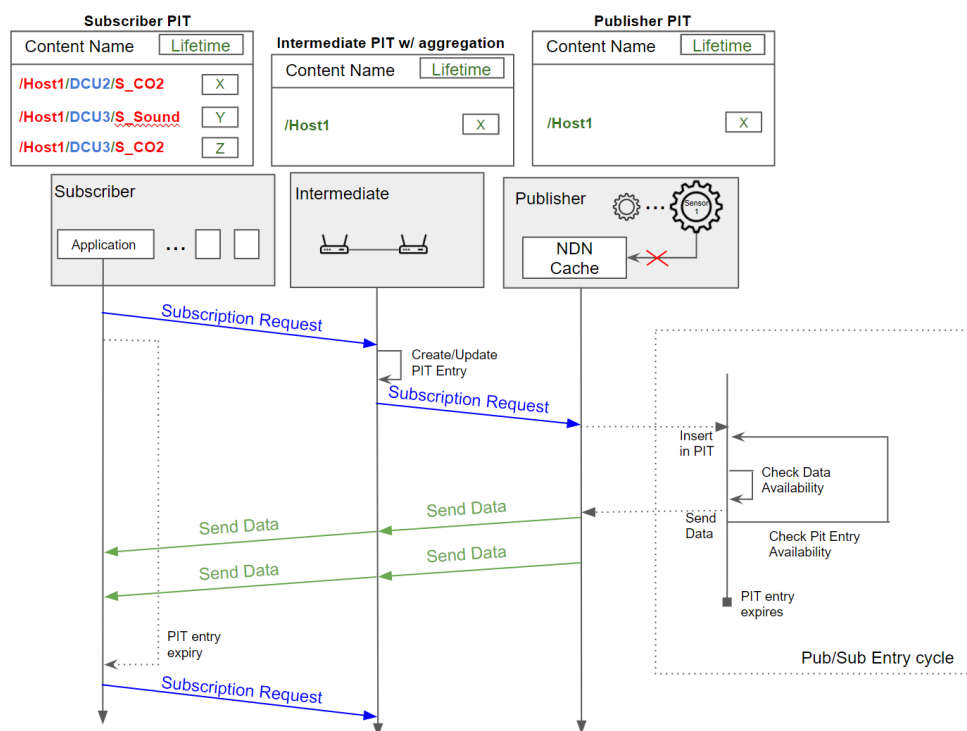 Subscriber PIT
Content Name Lifetime
/Host1/DCU2/S_CO2 X
/Host1/DCU3/S_Sound Y
/Host1/DCU3/S_CO2 Z
Intermediate PIT w/ aggregation
Content Name Lifetime
/Host1 X
Publisher PIT
Content Name Lifetime
/Host1 X
Subscriber
Application ...
Intermediate
Publisher
...
Sensor
1
NDN
Cache
Subscription Request
Create/Update
PIT Entry
Subscription Request
Insert
in PIT
Check Data
Availability
Send
Data
Check Pit Entry
Availability
Send Data
Send Data
Send Data
Send Data
PIT entry
expires
PIT entry
expiry
Pub/Sub Entry cycle
Subscription Request